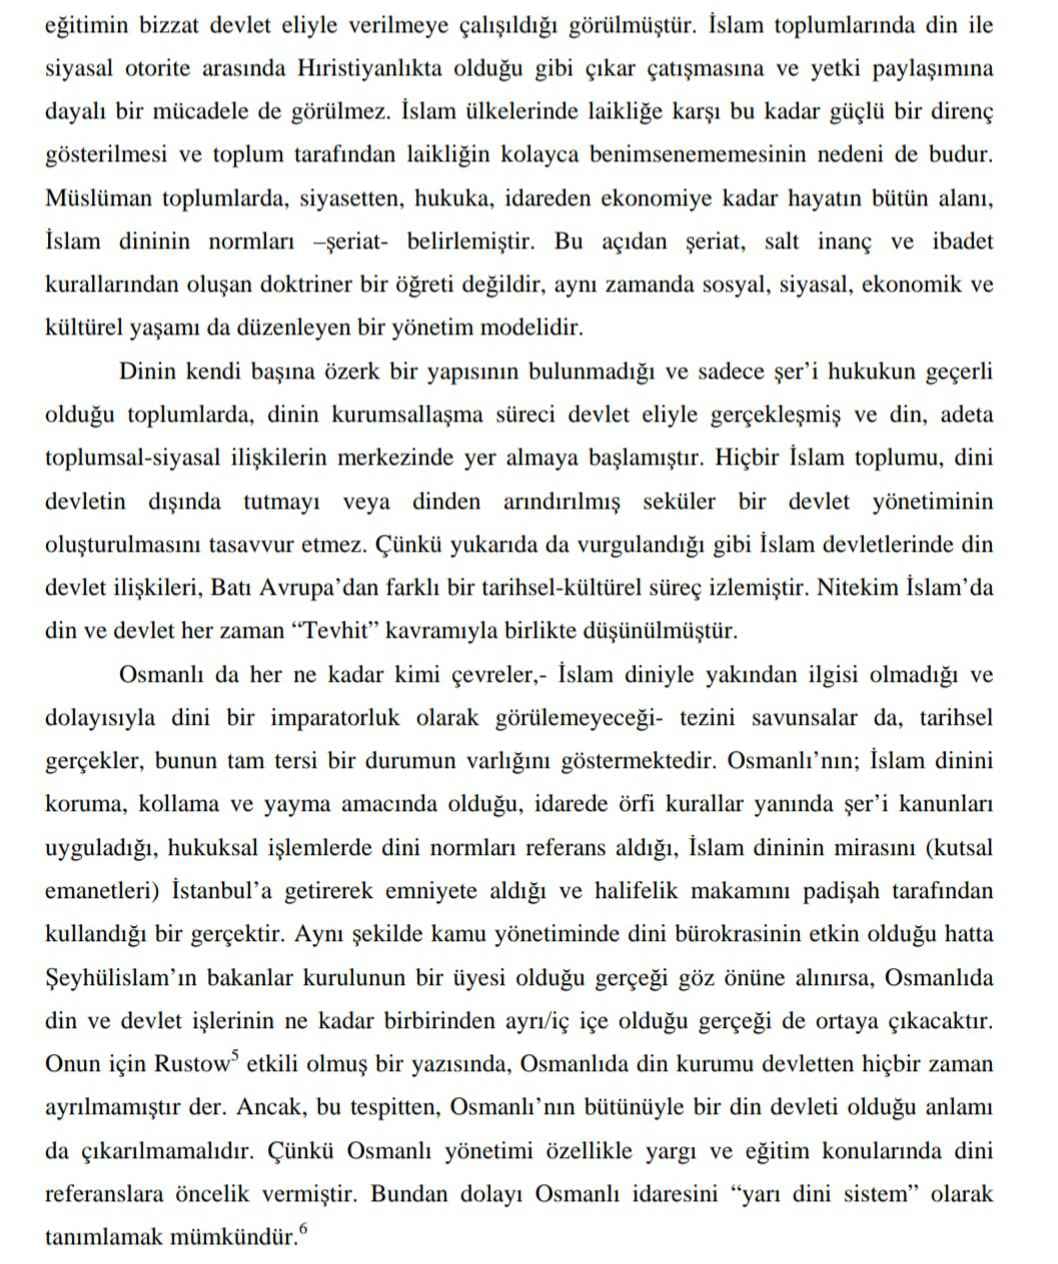 eğitimin bizzat devlet eliyle verilmeye çalışıldığı görülmüştür. İslam toplumlarında din ile
siyasal otorite arasında Hıristiyanlıkta olduğu gibi çıkar çatışmasına ve yetki paylaşımına
dayalı bir mücadele de görülmez. İslam ülkelerinde laikliğe karşı bu kadar güçlü bir direnç
gösterilmesi ve toplum tarafından laikliğin kolayca benimsenememesinin nedeni de budur.
Müslüman toplumlarda, siyasetten, hukuka, idareden ekonomiye kadar hayatın bütün alanı,
İslam dininin normları –şeriat- belirlemiştir. Bu açıdan şeriat, salt inanç ve ibadet
kurallarından oluşan doktriner bir öğreti değildir, aynı zamanda sosyal, siyasal, ekonomik ve
kültürel yaşamı da düzenleyen bir yönetim modelidir.
Dinin kendi başına özerk bir yapısının bulunmadığı ve sadece şer’i hukukun geçerli
olduğu toplumlarda, dinin kurumsallaşma süreci devlet eliyle gerçekleşmiş ve din, adeta
toplumsal-siyasal ilişkilerin merkezinde yer almaya başlamıştır. Hiçbir İslam toplumu, dini
devletin dışında tutmayı veya dinden arındırılmış seküler bir devlet yönetiminin
oluşturulmasını tasavvur etmez. Çünkü yukarıda da vurgulandığı gibi İslam devletlerinde din
devlet ilişkileri, Batı Avrupa’dan farklı bir tarihsel-kültürel süreç izlemiştir. Nitekim İslam’da
din ve devlet her zaman “Tevhit” kavramıyla birlikte düşünülmüştür.
Osmanlı da her ne kadar kimi çevreler,- İslam diniyle yakından ilgisi olmadığı ve
dolayısıyla dini bir imparatorluk olarak görülemeyeceği- tezini savunsalar da, tarihsel
gerçekler, bunun tam tersi bir durumun varlığını göstermektedir. Osmanlı’nın; İslam dinini
koruma, kollama ve yayma amacında olduğu, idarede örfi kurallar yanında şer’i kanunları
uyguladığı, hukuksal işlemlerde dini normları referans aldığı, İslam dininin mirasını (kutsal
emanetleri) İstanbul’a getirerek emniyete aldığı ve halifelik makamını padişah tarafından
kullandığı bir gerçektir. Aynı şekilde kamu yönetiminde dini bürokrasinin etkin olduğu hatta
Şeyhülislam’ın bakanlar kurulunun bir üyesi olduğu gerçeği göz önüne alınırsa, Osmanlıda
din ve devlet işlerinin ne kadar birbirinden ayrı/iç içe olduğu gerçeği de ortaya çıkacaktır.
Onun için Rustow⁵ etkili olmuş bir yazısında, Osmanlıda din kurumu devletten hiçbir zaman
ayrılmamıştır der. Ancak, bu tespitten, Osmanlı’nın bütünüyle bir din devleti olduğu anlamı
da çıkarılmamalıdır. Çünkü Osmanlı yönetimi özellikle yargı ve eğitim konularında dini
referanslara öncelik vermiştir. Bundan dolayı Osmanlı idaresini “yarı dini sistem” olarak
tanımlamak mümkündür.⁶